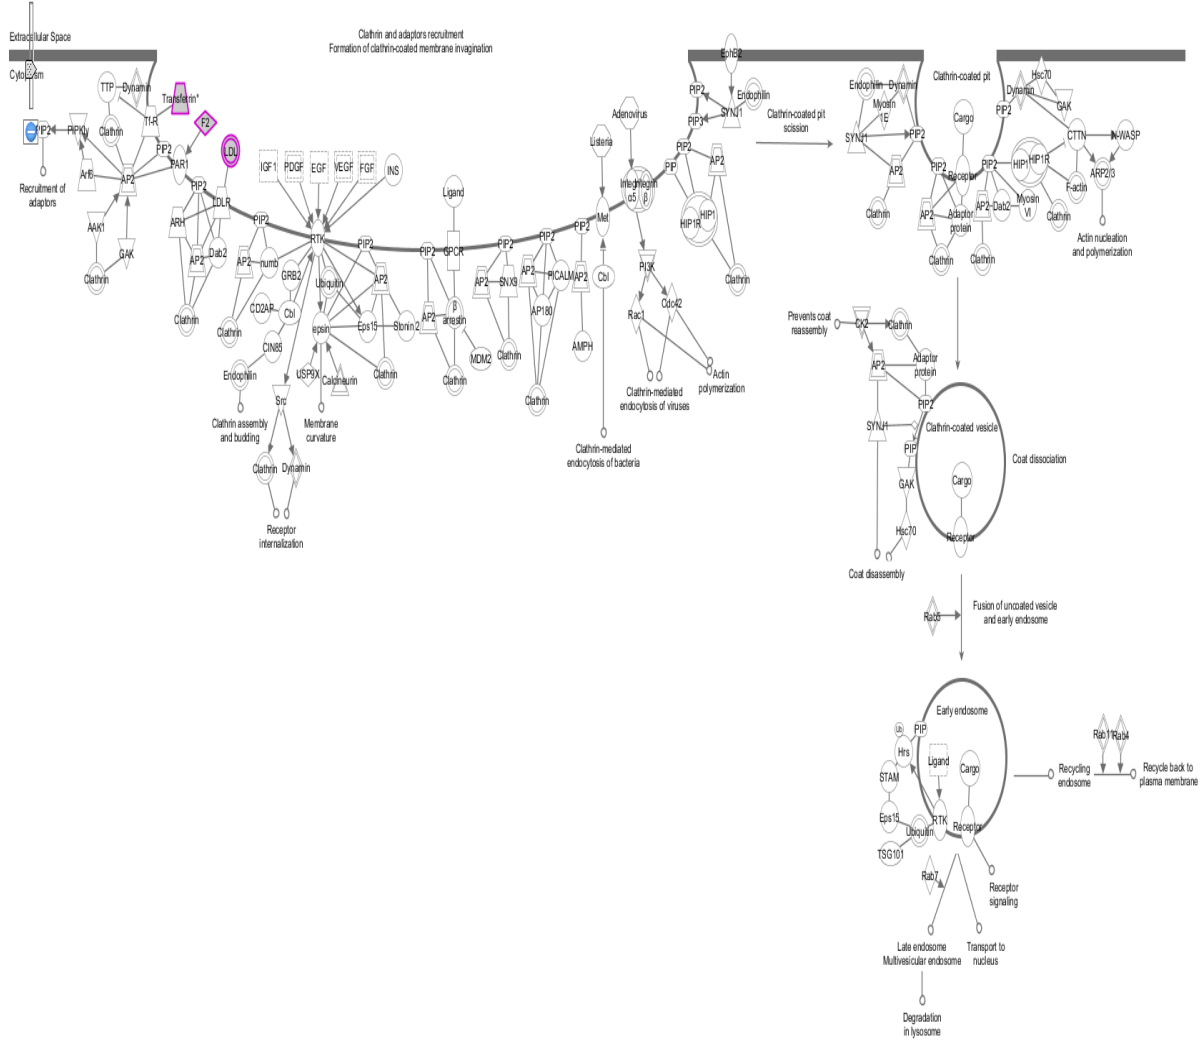 Extracellular Space
Cytoplasm
Clathrin and adaptors recruitment
Formation of clathrin-coated membrane invagination
TTP
Dynamin
Transferrin*
Clathrin
Tf-R
F2
LDL
PIP2
PIPKIγ
PIP2
PAR1
Arf6
AP2
Recruitment of
adaptors
AAK1
GAK
Clathrin
PIP2
LDLR
ARH
AP2
Dab2
Clathrin
IGF1
PDGF
EGF
VEGF
FGF
INS
PIP2
RTK
PIP2
AP2
numb
Clathrin
GRB2
Ubiquitin
AP2
CD2AP
Cbl
epsin
Eps15
Stonin 2
CIN85
Endophilin
USP9X
Calcineurin
Clathrin
Clathrin assembly
and budding
Src
Membrane
curvature
Clathrin
Dynamin
Receptor
internalization
Ligand
PIP2
GPCR
AP2
β
arrestin
MDM2
Clathrin
PIP2
AP2
SNX9
Clathrin
PIP2
AP2
PICALM
AP180
Clathrin
PIP2
AP2
AMPH
Listeria
Met
Cbl
Clathrin-mediated
endocytosis of bacteria
Adenovirus
Integrin
α5
Integrin
β
PI3K
Rac1
Cdc42
Clathrin-mediated
endocytosis of viruses
Actin
polymerization
EphB2
PIP2
Endophilin
PIP3
SYNJ1
PIP2
PIP
AP2
HIP1R
HIP1
Clathrin
Clathrin-coated pit
scission
Clathrin-coated pit
Endophilin
Dynamin
Myosin
1E
SYNJ1
PIP2
AP2
Clathrin
Cargo
Receptor
PIP2
AP2
Adaptor
protein
Clathrin
PIP2
Dynamin
Hsc70
GAK
CTTN
N-WASP
PIP2
HIP1
HIP1R
ARP2/3
F-actin
AP2
Dab2
Myosin
VI
Clathrin
Clathrin
Actin nucleation
and polymerization
Prevents coat
reassembly
CK2
Clathrin
AP2
Adaptor
protein
PIP2
SYNJ1
Clathrin-coated vesicle
PIP
GAK
Cargo
Coat dissociation
Hsc70
Receptor
Coat disassembly
Rab5
Fusion of uncoated vesicle
and early endosome
Early endosome
Ub
PIP
Hrs
Ligand
Cargo
STAM
Eps15
Ubiquitin
RTK
Receptor
TSG101
Rab7
Receptor
signaling
Recycling
endosome
Rab11
Rab4
Recycle back to
plasma membrane
Late endosome
Multivesicular endosome
Transport to
nucleus
Degradation
in lysosome